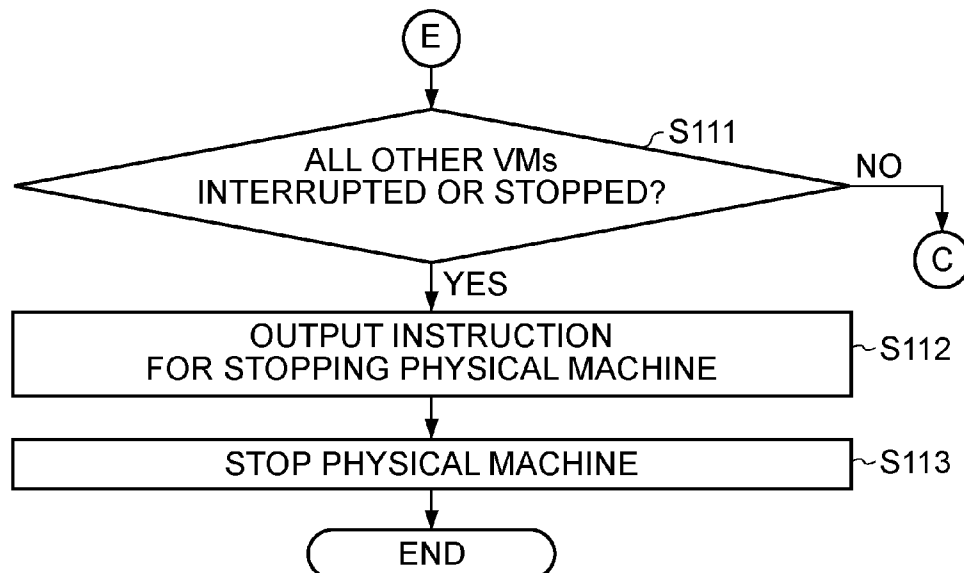 E
S111
ALL OTHER VMs
INTERRUPTED OR STOPPED?
NO
C
YES
OUTPUT INSTRUCTION
FOR STOPPING PHYSICAL MACHINE
S112
STOP PHYSICAL MACHINE
S113
END